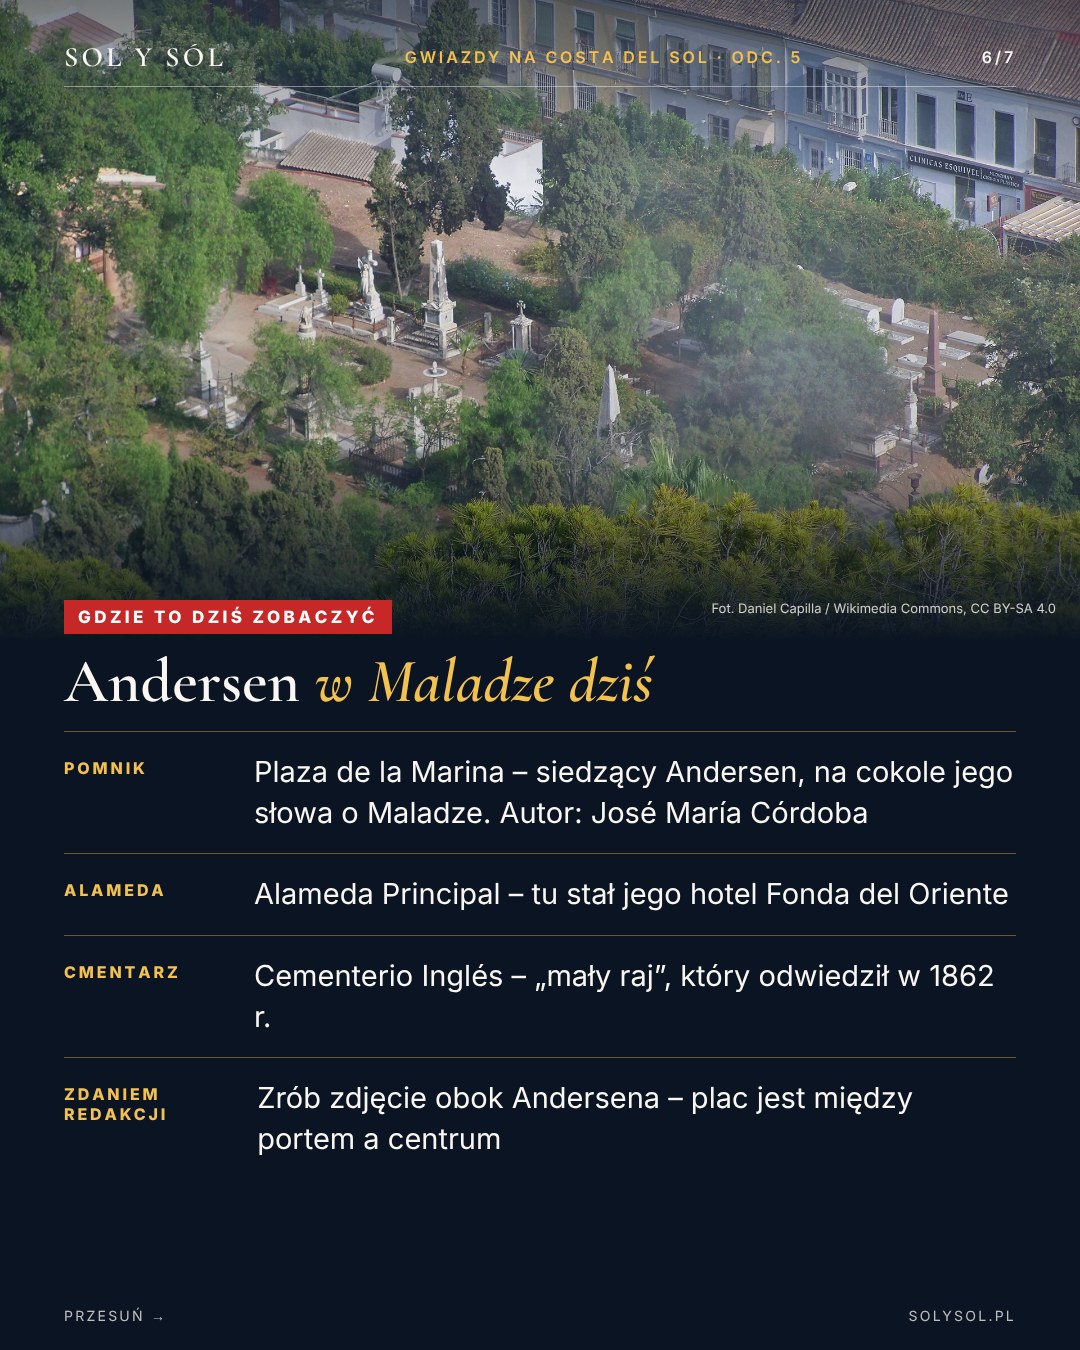 SOL Y SÓL
GWIAZDY NA COSTA DEL SOL · ODC. 5
6/7
CLÍNICAS ESQUIVEL
GDZIE TO DZIŚ ZOBACZYĆ
Fot. Daniel Capilla / Wikimedia Commons, CC BY-SA 4.0
Andersen w Maladze dziś
POMNIK
Plaza de la Marina – siedzący Andersen, na cokole jego
słowa o Maladze. Autor: José María Córdoba
ALAMEDA
Alameda Principal – tu stał jego hotel Fonda del Oriente
CMENTARZ
Cementerio Inglés – „mały raj”, który odwiedził w 1862
r.
ZDANIEM
REDAKCJI
Zrób zdjęcie obok Andersena – plac jest między
portem a centrum
PRZESUŃ →
SOLYSOL.PL